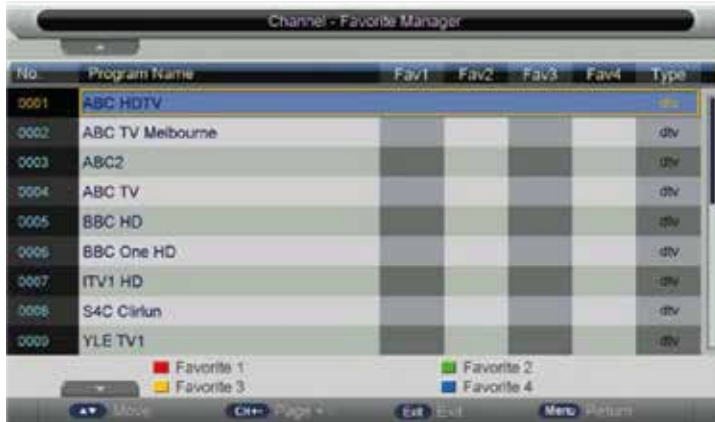 Channel - Favorite Manager
No. Program Name Fav1 Fav2 Fav3 Fav4 Type
0001 ABC HDTV dtv
0002 ABC TV Melbourne dtv
0003 ABC2 dtv
0004 ABC TV dtv
0005 BBC HD dtv
0006 BBC One HD dtv
0007 ITV1 HD dtv
0008 S4C Clirlun dtv
0009 YLE TV1 dtv
Favorite 1 Favorite 2
Favorite 3 Favorite 4
Move CH+- Page + Exit Exit Menu Return